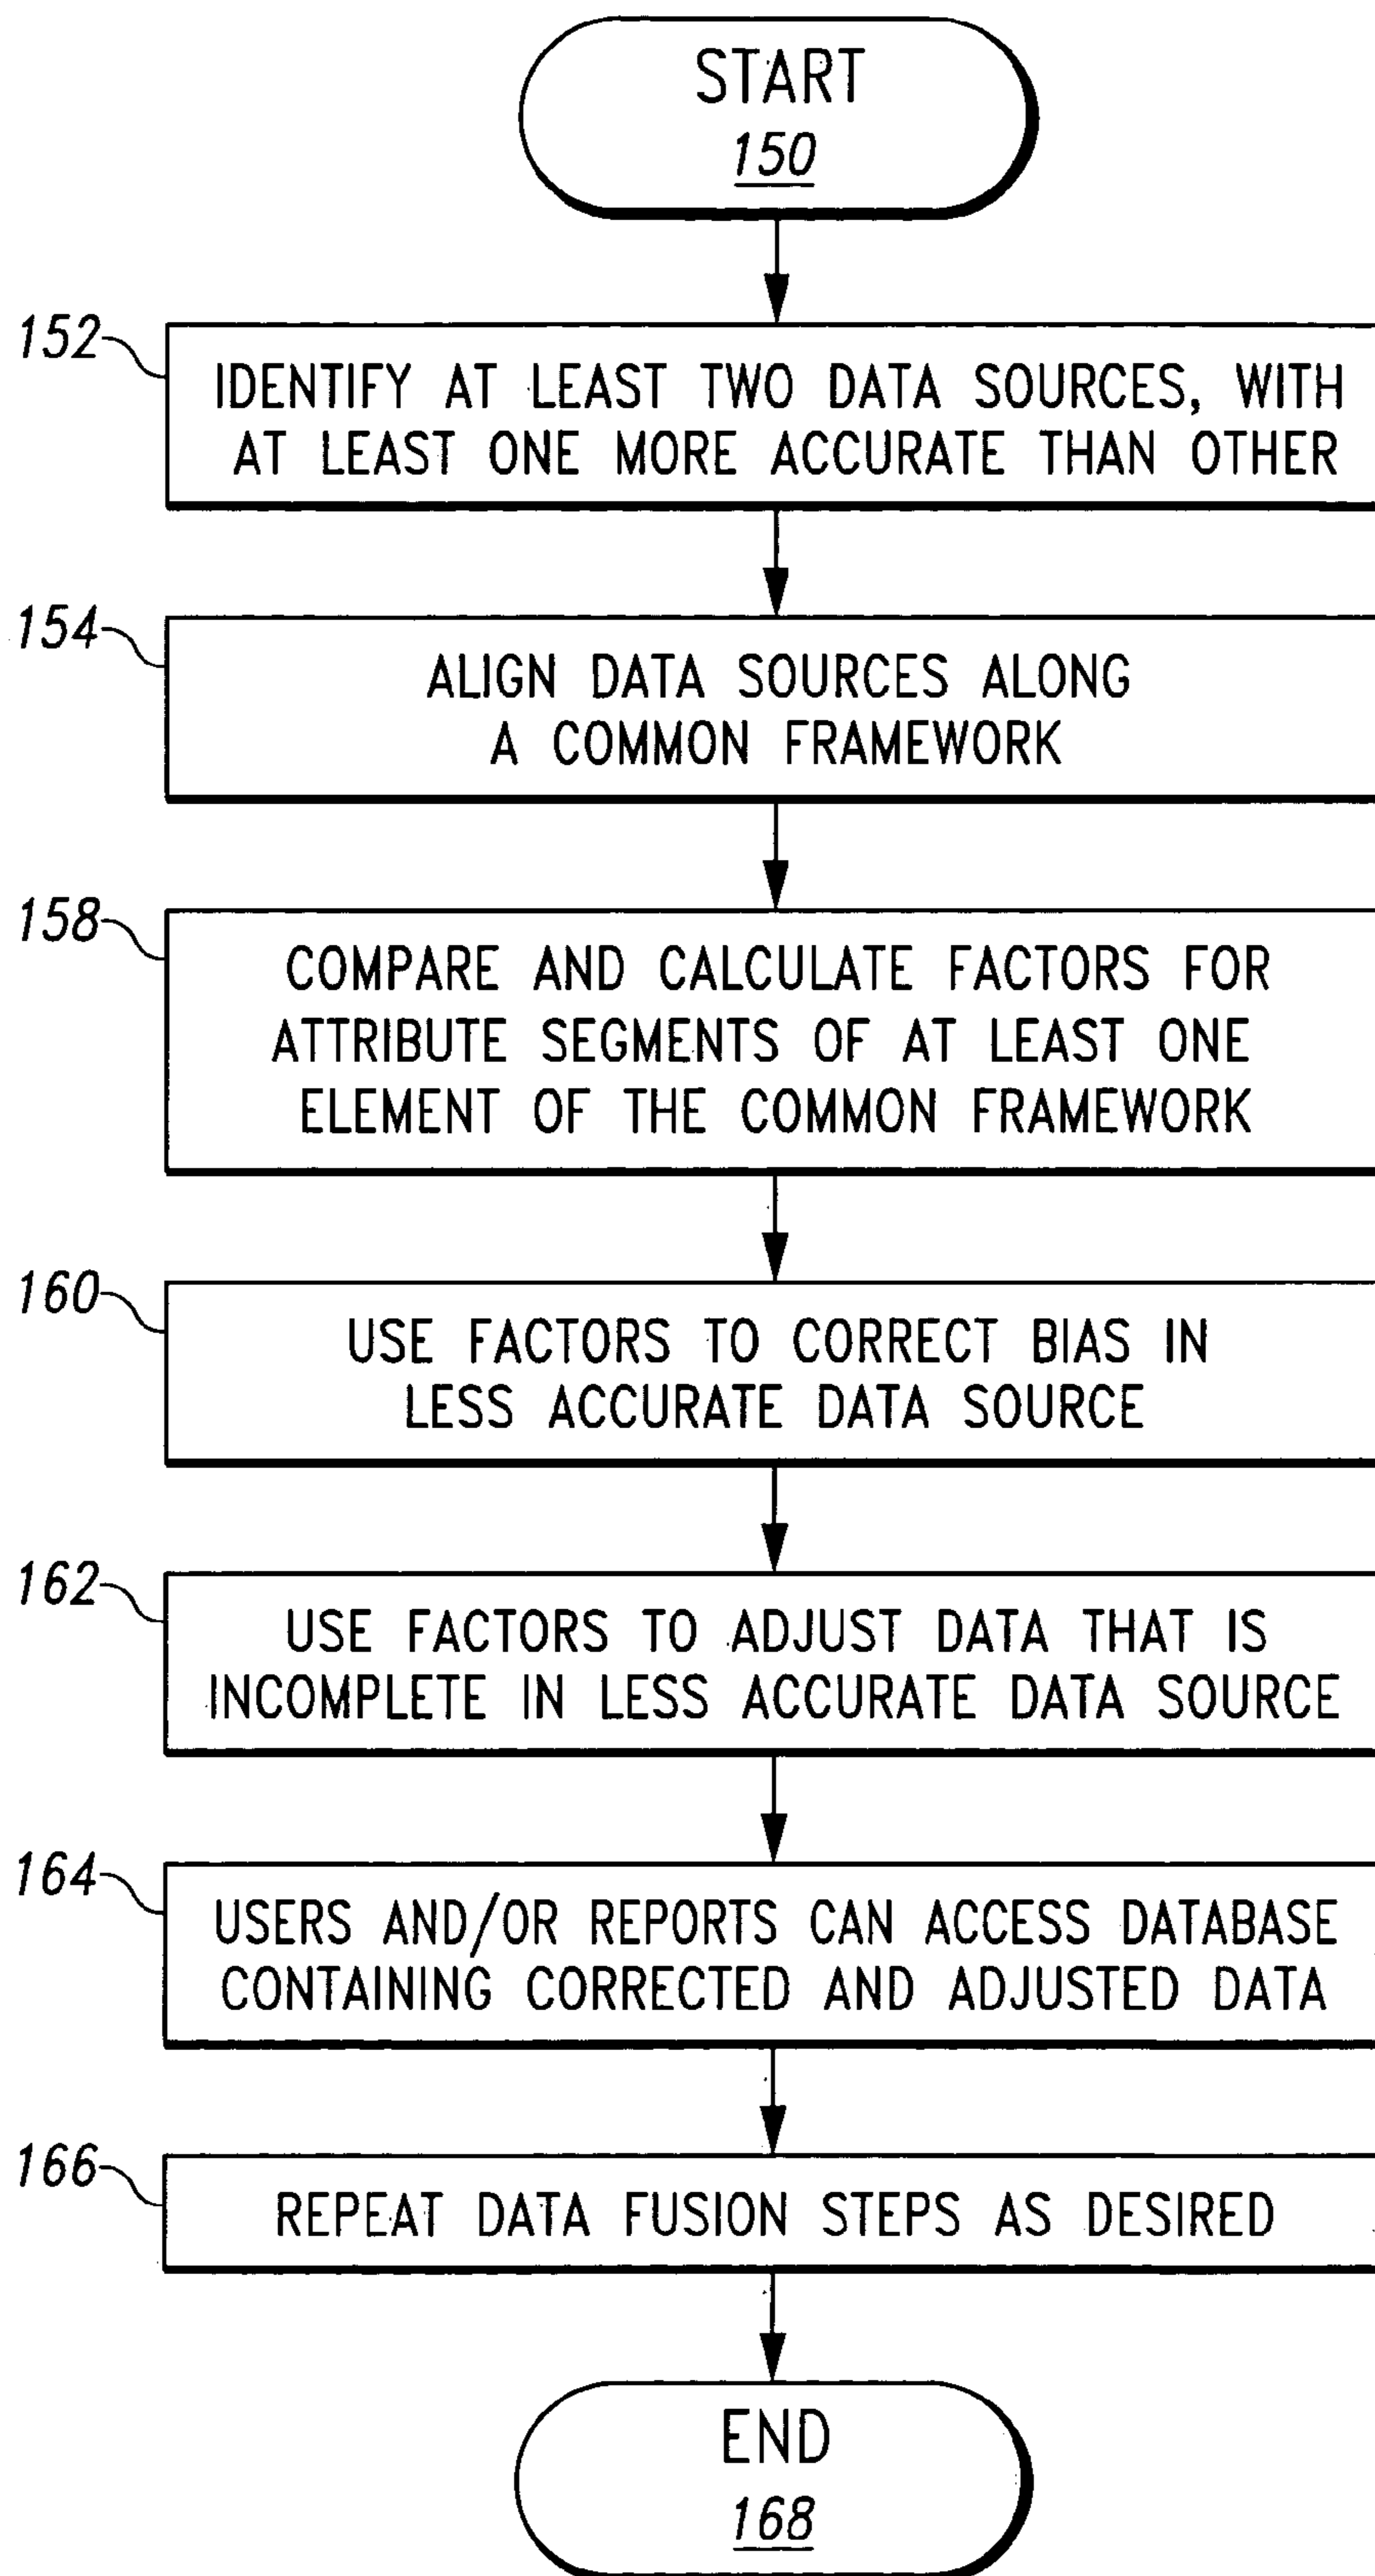 START
150
152
IDENTIFY AT LEAST TWO DATA SOURCES, WITH
AT LEAST ONE MORE ACCURATE THAN OTHER
154
ALIGN DATA SOURCES ALONG
A COMMON FRAMEWORK
158
COMPARE AND CALCULATE FACTORS FOR
ATTRIBUTE SEGMENTS OF AT LEAST ONE
ELEMENT OF THE COMMON FRAMEWORK
160
USE FACTORS TO CORRECT BIAS IN
LESS ACCURATE DATA SOURCE
162
USE FACTORS TO ADJUST DATA THAT IS
INCOMPLETE IN LESS ACCURATE DATA SOURCE
164
USERS AND/OR REPORTS CAN ACCESS DATABASE
CONTAINING CORRECTED AND ADJUSTED DATA
166
REPEAT DATA FUSION STEPS AS DESIRED
END
168